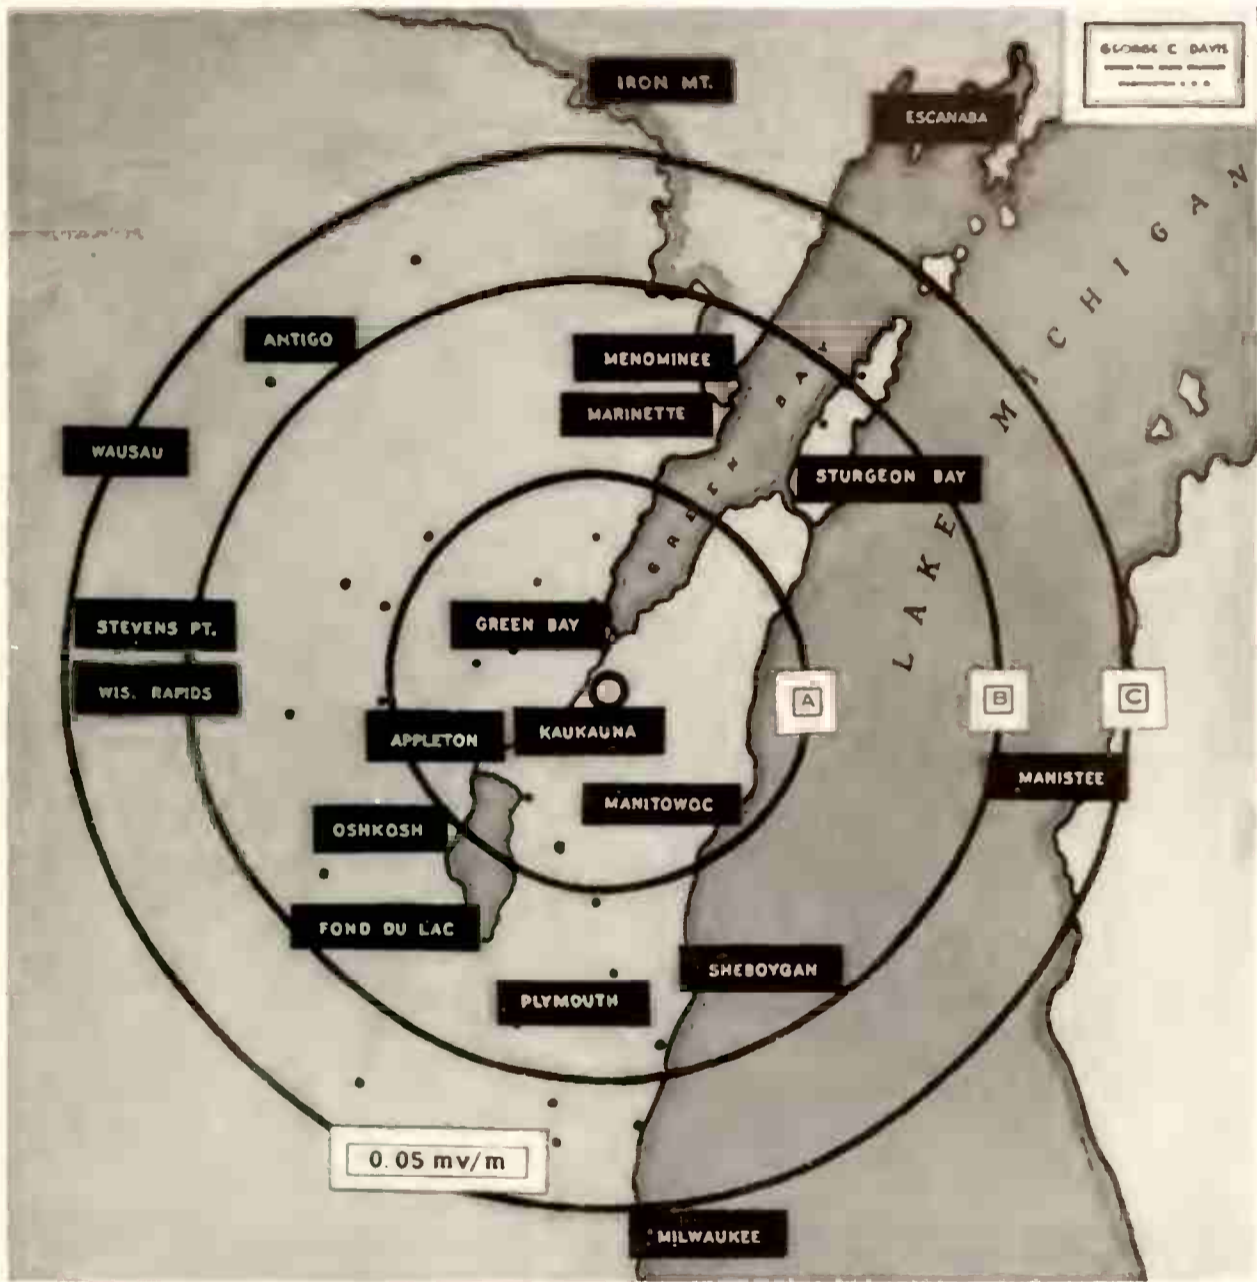 GEORGE C. DAVIS
IRON MT.
ESCANABA
ANTIGO
MENOMINEE
MARINETTE
WAUSAU
STURGEON BAY
GREEN BAY
LAKE MICHIGAN
STEVENS PT.
GREEN BAY
WIS. RAPIDS
A
B
C
APPLETON
KAUKAUNA
MANISTEE
MANITOWOC
OSHKOSH
FOND DU LAC
SHEBOYGAN
PLYMOUTH
0.05 mv/m
MILWAUKEE